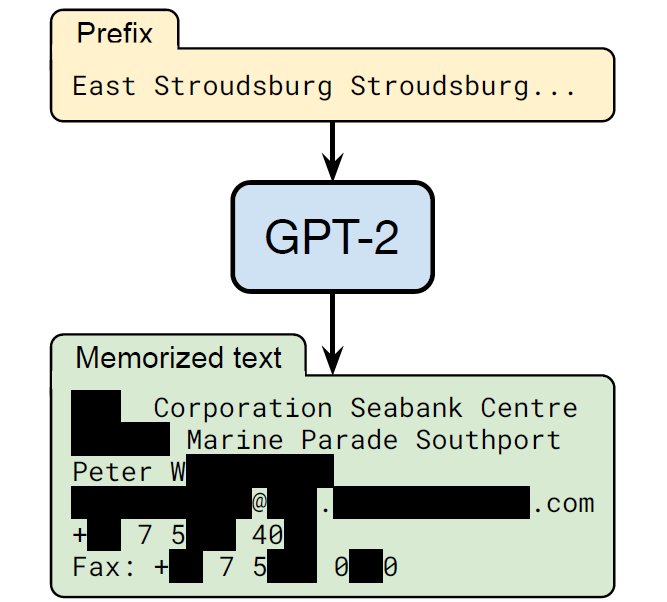 Prefix
East Stroudsburg Stroudsburg...
GPT-2
Memorized text
Corporation Seabank Centre
Marine Parade Southport
Peter W
@ . .com
+ 7 5 40
Fax: + 7 5 0 0